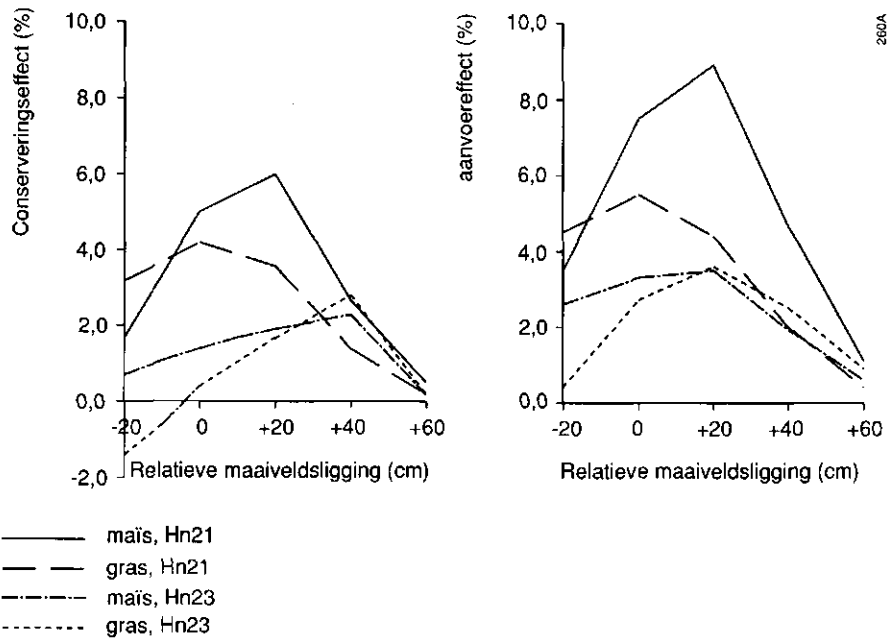 Conserveringseffect (%)
10,0
8,0
6,0
4,0
2,0
0,0
-2,0
-20 0 +20 +40 +60
Relatieve maaiveldsligging (cm)
aanvoereffect (%)
10,0
8,0
6,0
4,0
2,0
0,0
-20 0 +20 +40 +60
Relatieve maaiveldsligging (cm)
260A
maïs, Hn21
gras, Hn21
maïs, Hn23
gras, Hn23